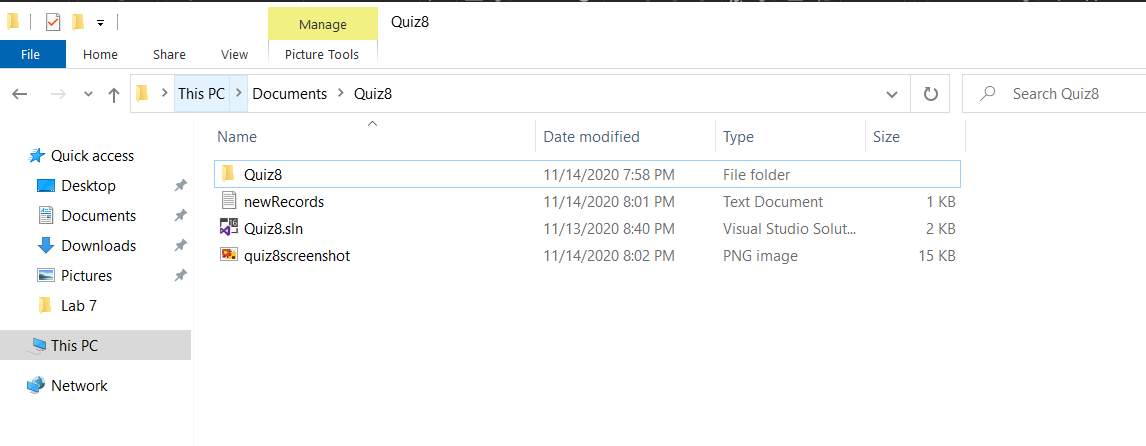 Manage
Quiz8
File
Home
Share
View
Picture Tools
This PC
Documents
Quiz8
Search Quiz8
Name
Date modified
Type
Size
Quick access
Desktop
Documents
Downloads
Pictures
Lab 7
This PC
Network
Quiz8 11/14/2020 7:58 PM File folder
newRecords 11/14/2020 8:01 PM Text Document 1 KB
Quiz8.sln 11/13/2020 8:40 PM Visual Studio Solut... 2 KB
quiz8screenshot 11/14/2020 8:02 PM PNG image 15 KB